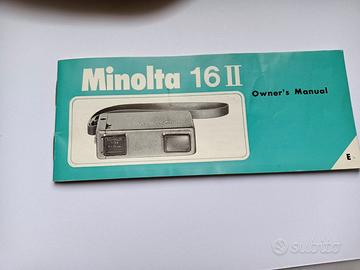 Minolta 16 II
Owner's Manual
E
subito